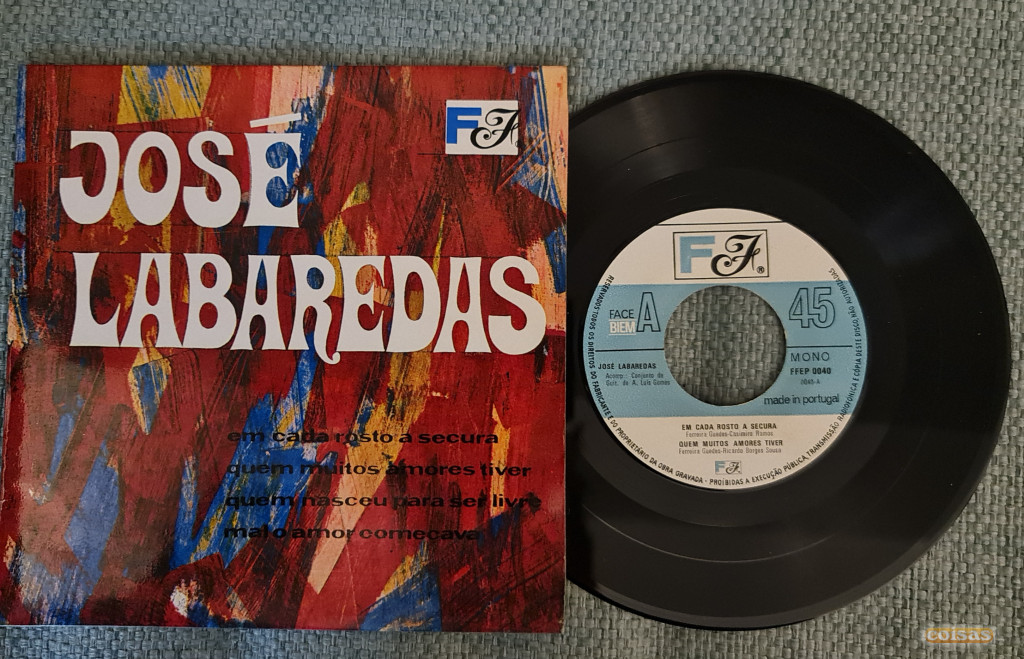 JOSÉ
LABAREDAS
FF
em cada rosto a secura
quem muitos amores tiver
quem nasceu para ser livre
mal o amor começava
FF®
FACE A
BIEM
45
JOSÉ LABAREDAS
Acomp.: Conjunto de
Guit. de A. Luis Gomes
MONO
FFEP 0040
0040-A
made in portugal
EM CADA ROSTO A SECURA
Ferreira Guedes-Casimiro Ramos
QUEM MUITOS AMORES TIVER
Ferreira Guedes-Ricardo Borges Sousa
FF
RESERVADOS TODOS OS DIREITOS DO FABRICANTE E DO PROPRIETÁRIO DA OBRA GRAVADA - PROIBIDAS A EXECUÇÃO PÚBLICA, TRANSMISSÃO RADIOFÓNICA E CÓPIA DESTE DISCO, NÃO AUTORIZADAS
coisas